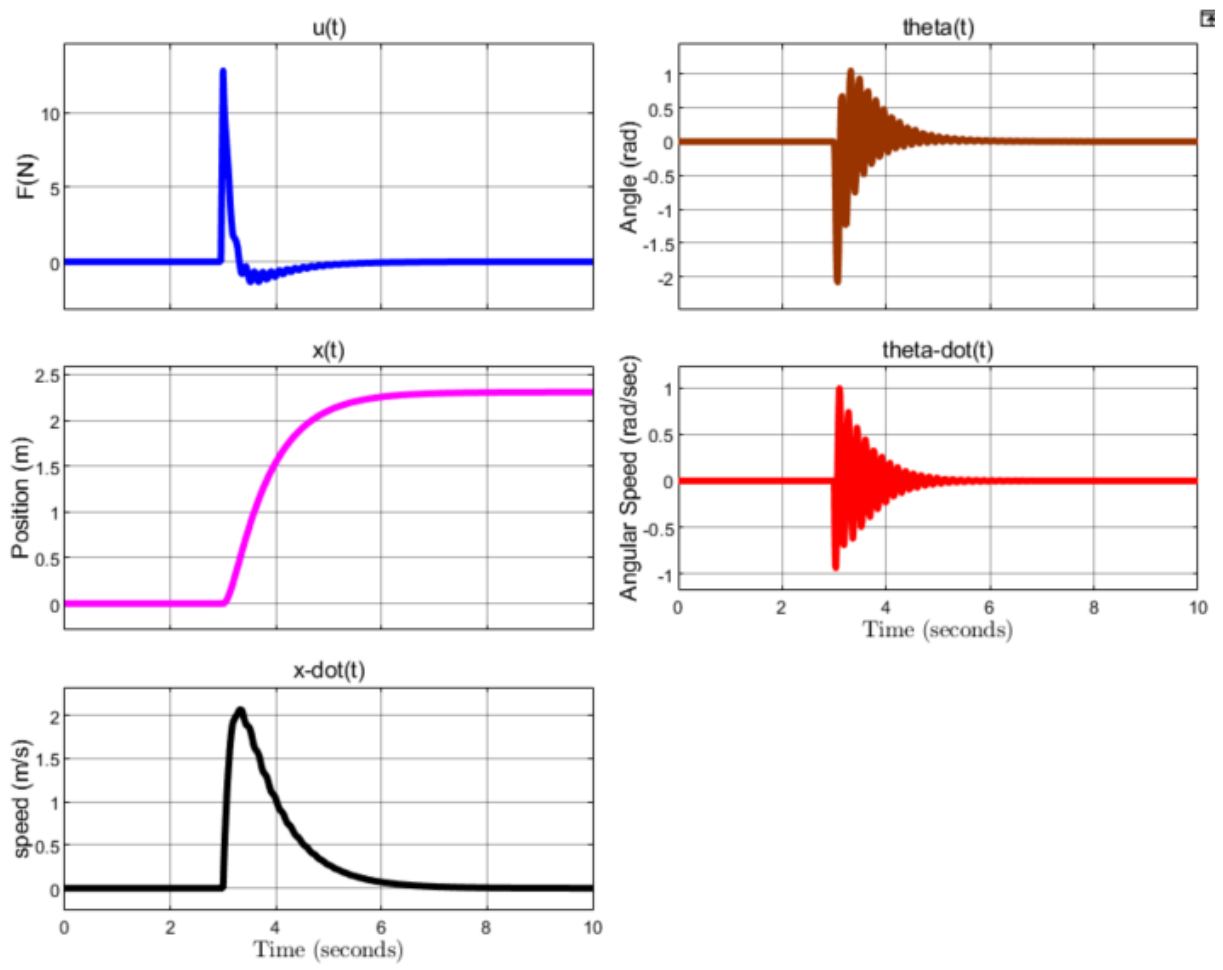 u(t)
10
5
0
F(N)
theta(t)
1
0.5
0
-0.5
-1
-1.5
-2
Angle (rad)
x(t)
2.5
2
1.5
1
0.5
0
Position (m)
theta-dot(t)
1
0.5
0
-0.5
-1
Angular Speed (rad/sec)
0 2 4 6 8 10
Time (seconds)
x-dot(t)
2
1.5
1
0.5
0
speed (m/s)
0 2 4 6 8 10
Time (seconds)